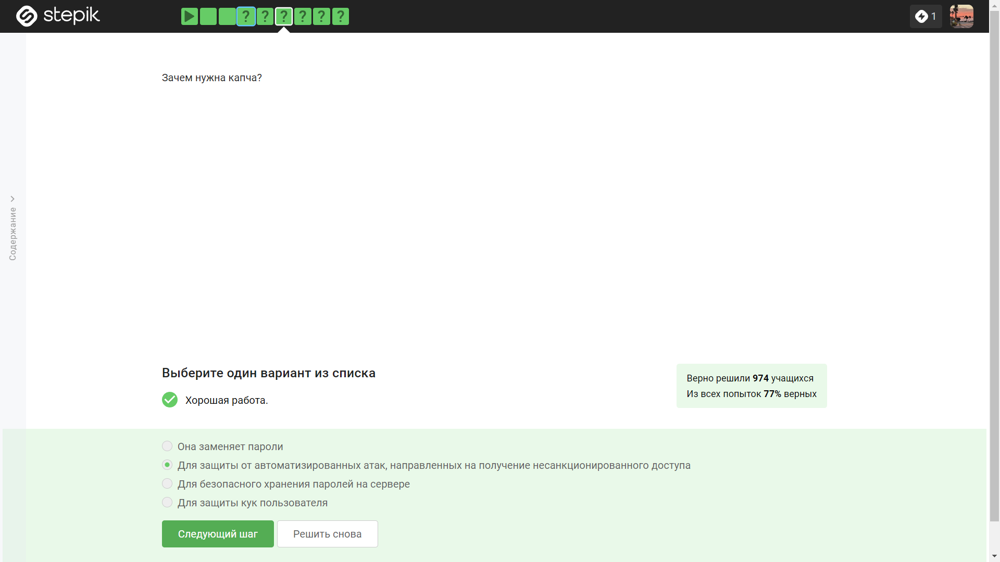 stepik
? ? ? ? ? ?
1
Содержание
Зачем нужна капча?
Выберите один вариант из списка
Хорошая работа.
Верно решили 974 учащихся
Из всех попыток 77% верных
Она заменяет пароли
Для защиты от автоматизированных атак, направленных на получение несанкционированного доступа
Для безопасного хранения паролей на сервере
Для защиты кук пользователя
Следующий шаг
Решить снова